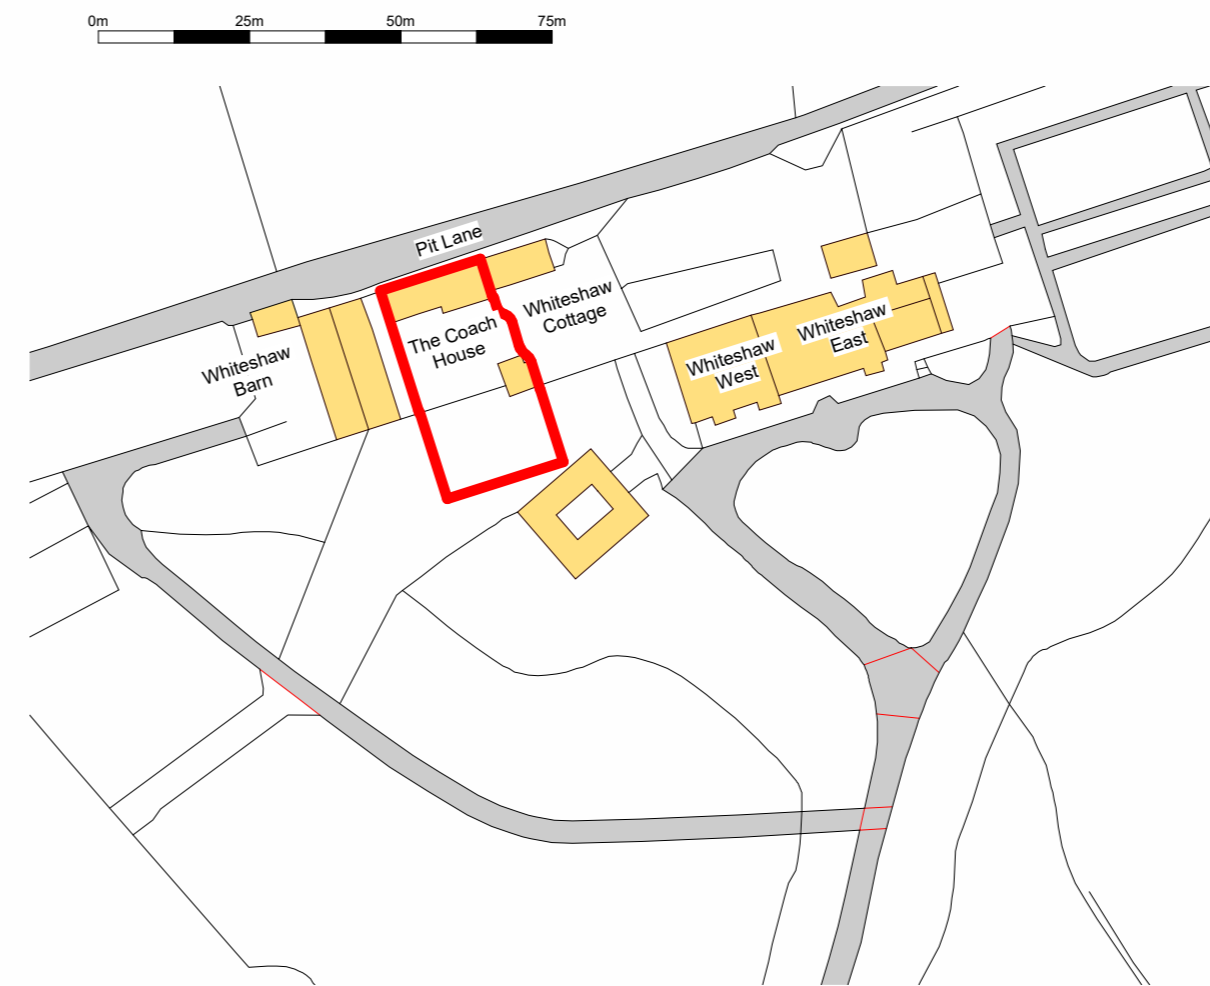 0m 25m 50m 75m
Pit Lane
Whiteshaw
Cottage
The Coach
House
Whiteshaw
Barn
Whiteshaw
West
Whiteshaw
East